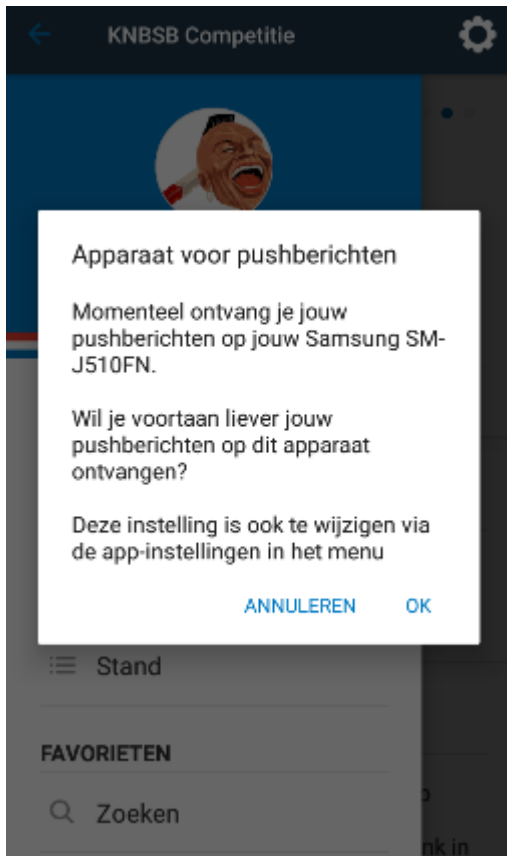 KNBSB Competitie
Apparaat voor pushberichten
Momenteel ontvang je jouw
pushberichten op jouw Samsung SM-
J510FN.
Wil je voortaan liever jouw
pushberichten op dit apparaat
ontvangen?
Deze instelling is ook te wijzigen via
de app-instellingen in het menu
ANNULEREN OK
Stand
FAVORIETEN
Zoeken
nk in